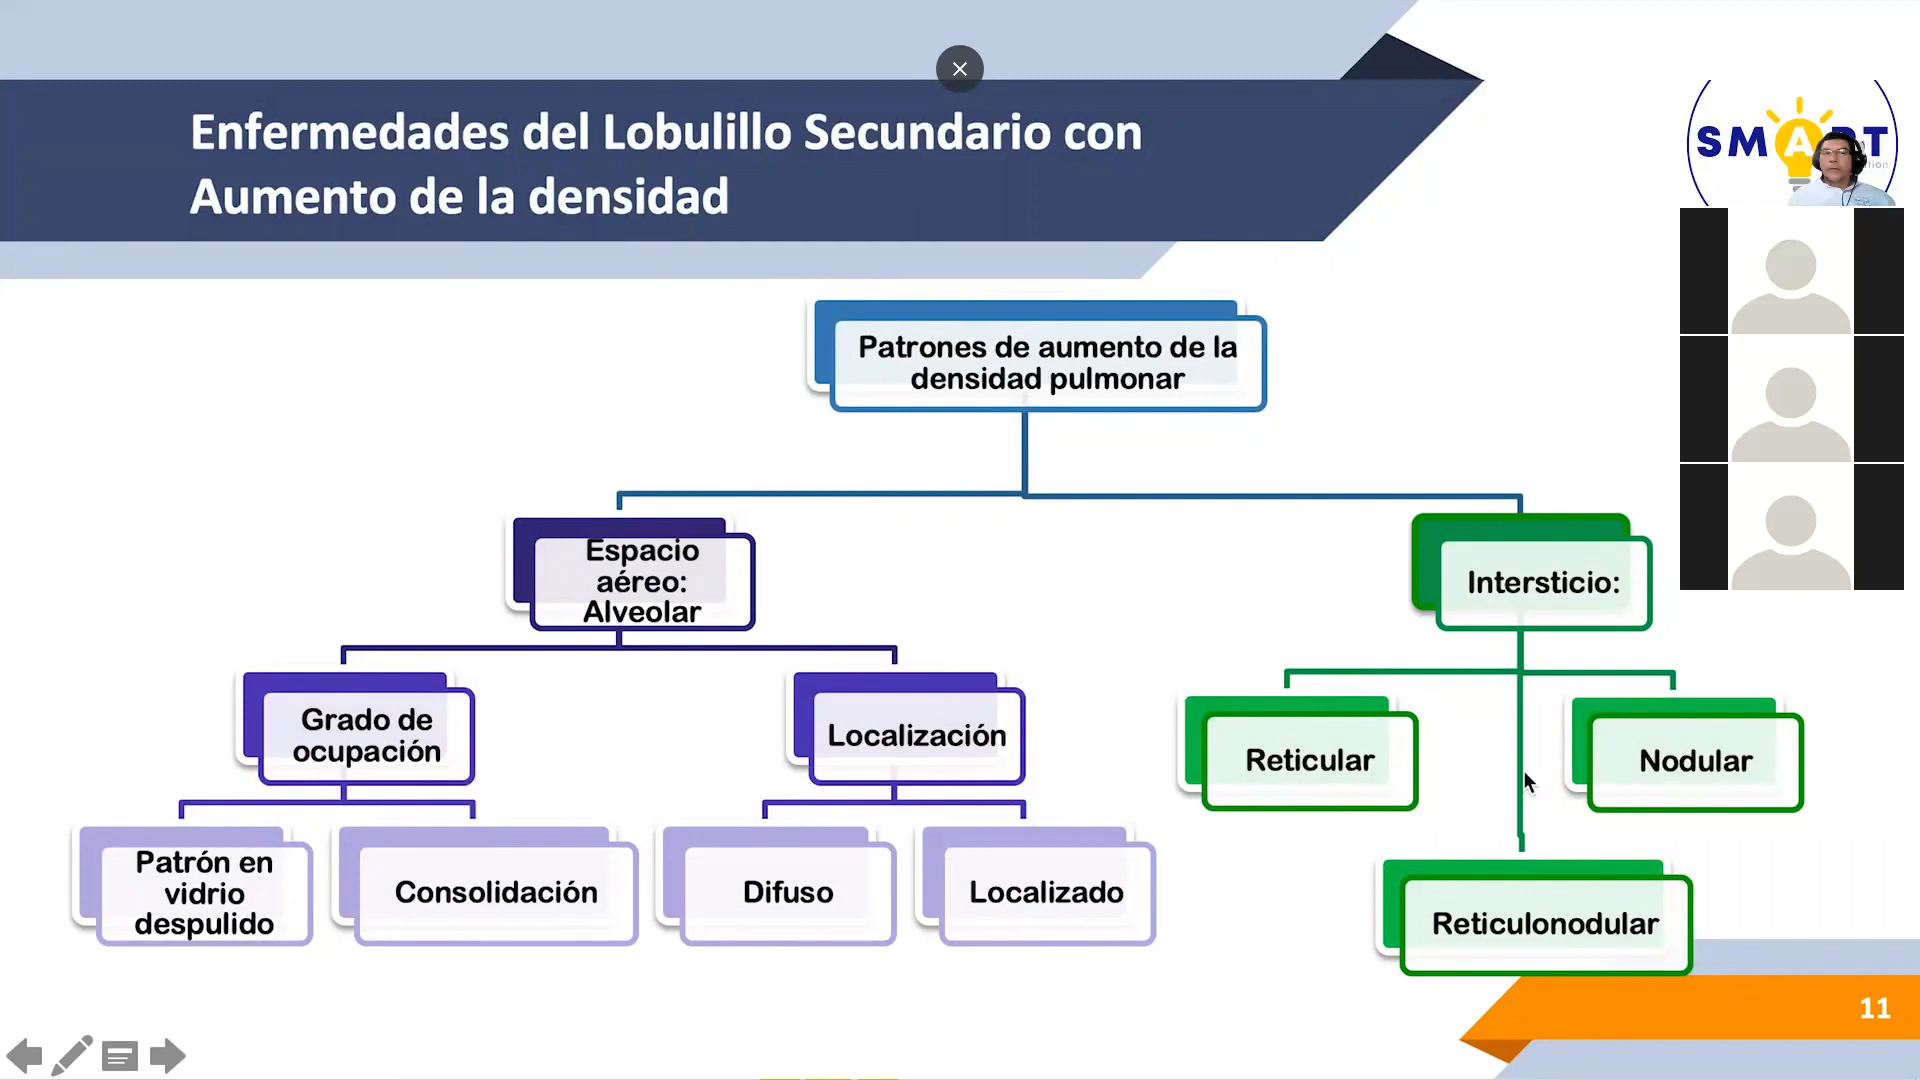 Enfermedades del Lobulillo Secundario con
Aumento de la densidad
SMART
Patrones de aumento de la
densidad pulmonar
Espacio
aéreo:
Alveolar
Intersticio:
Grado de
ocupación
Localización
Reticular
Nodular
Patrón en
vidrio
despulido
Consolidación
Difuso
Localizado
Reticulonodular
11